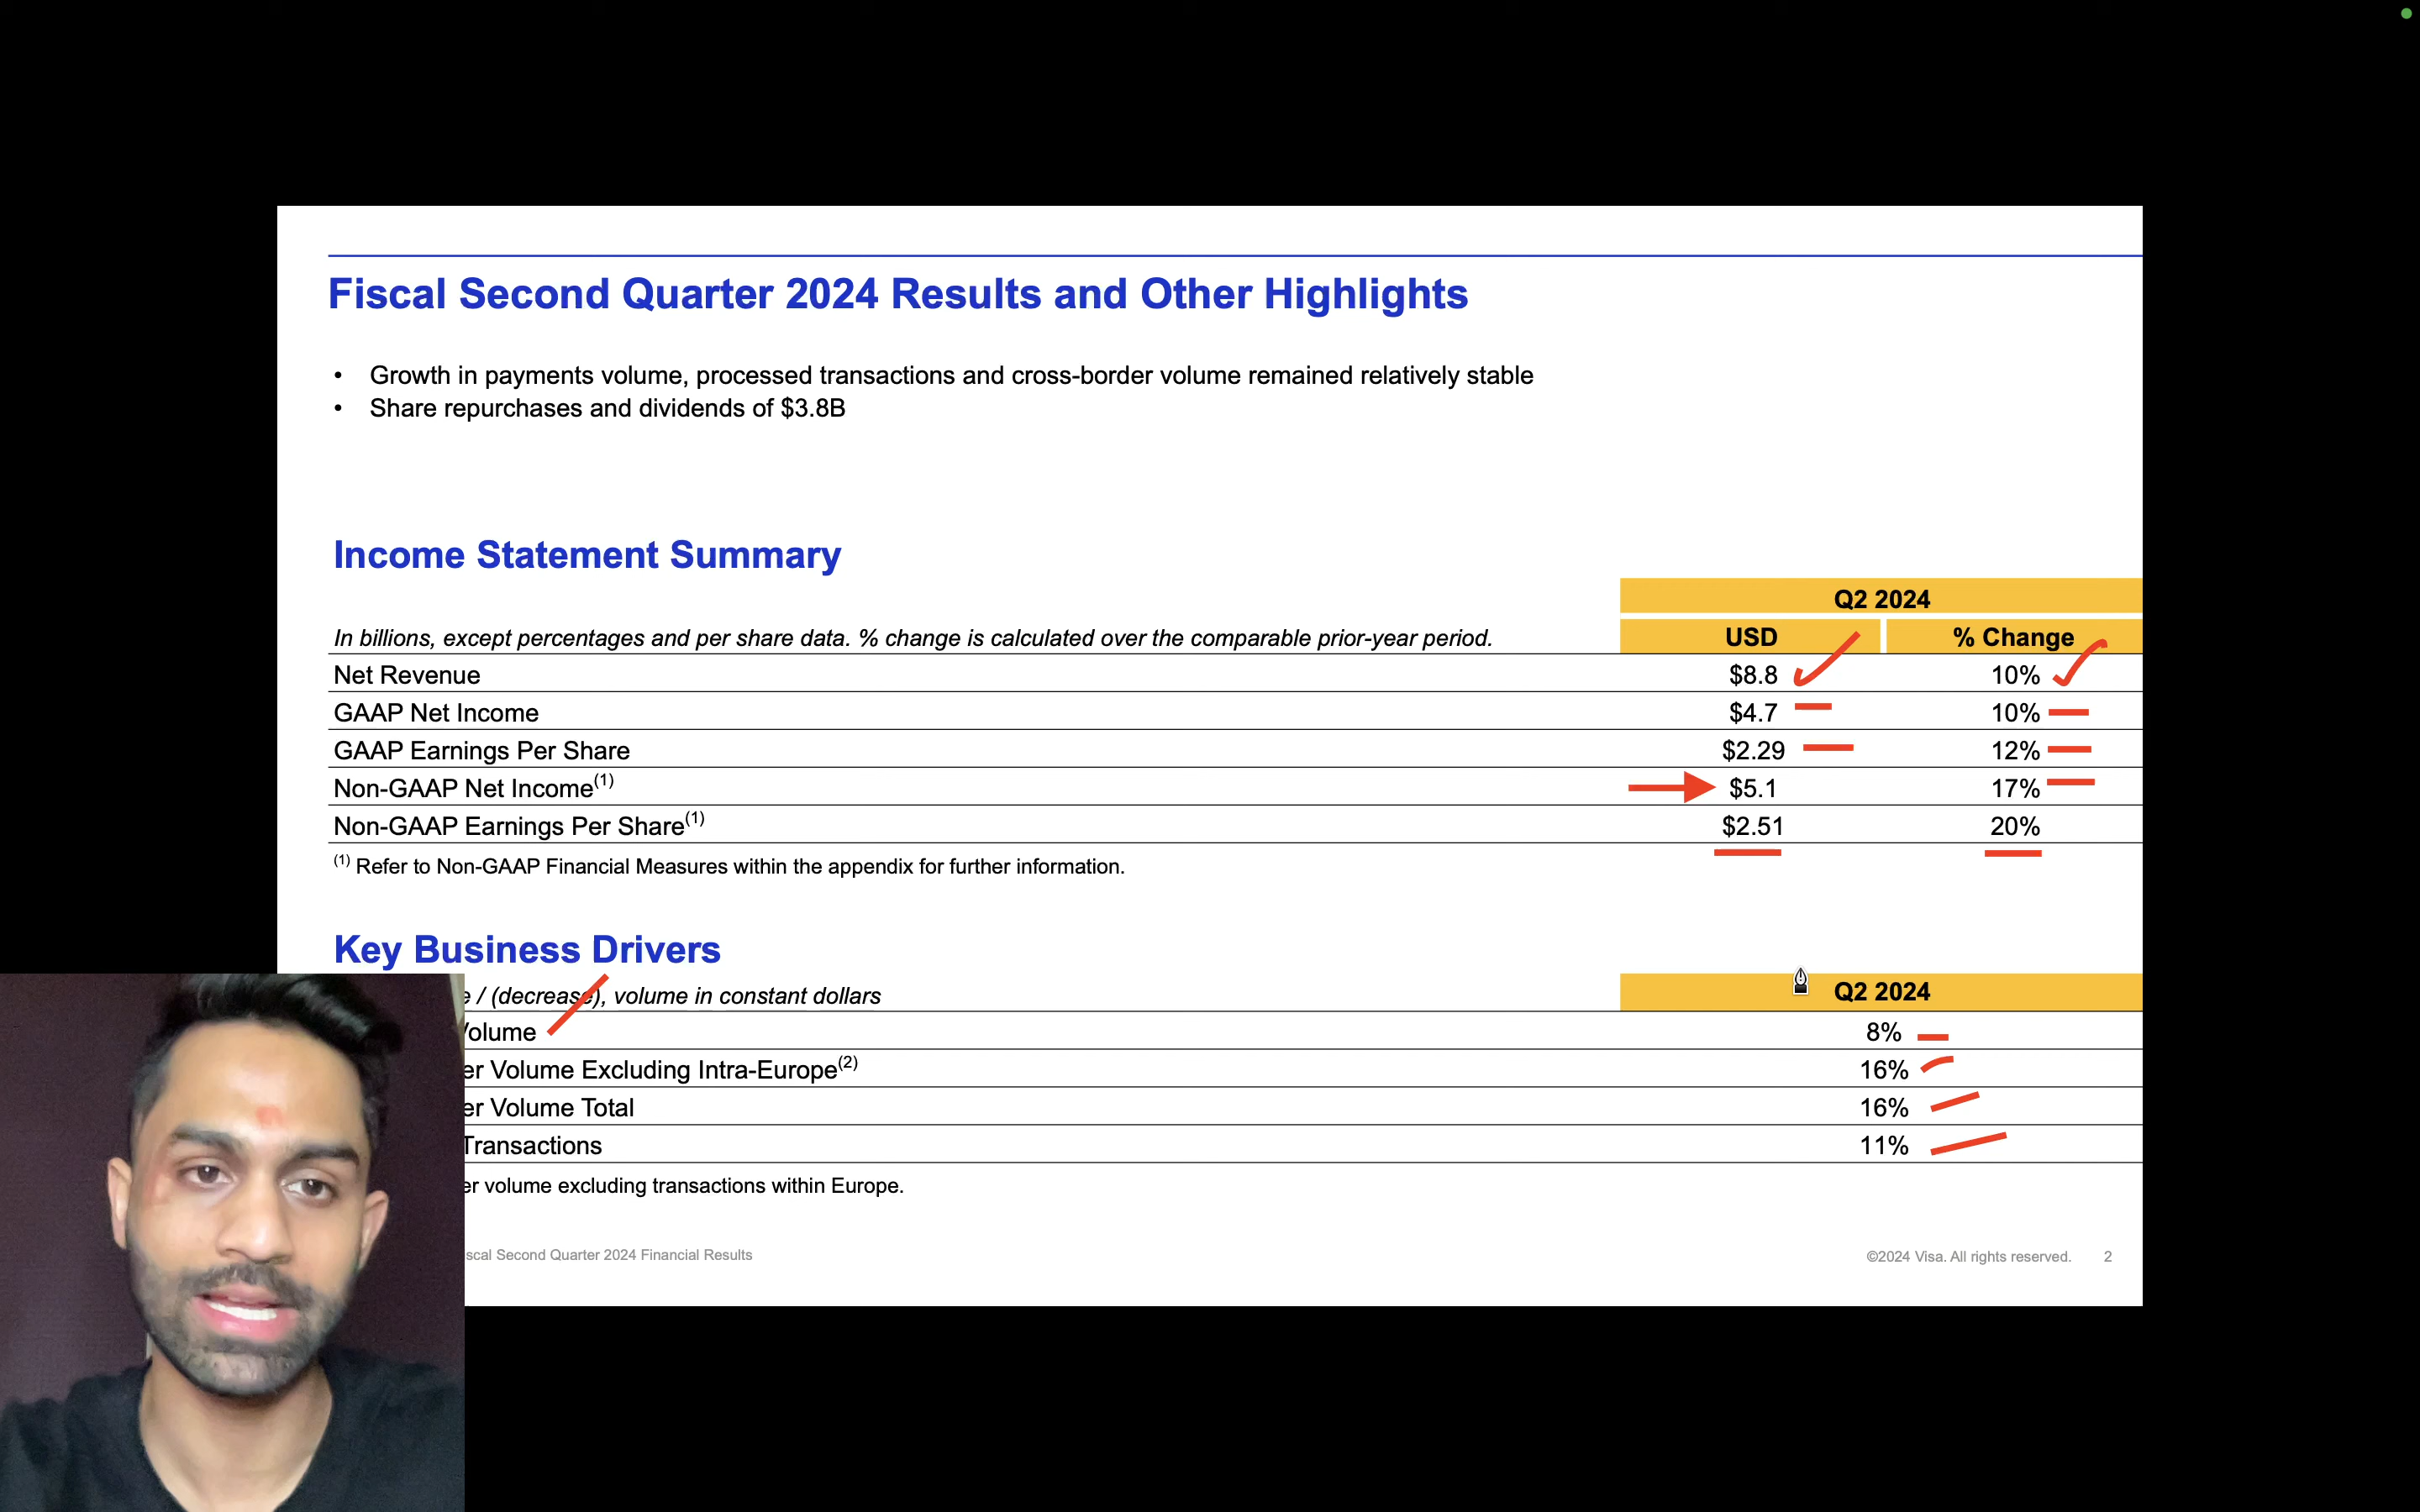 Fiscal Second Quarter 2024 Results and Other Highlights
• Growth in payments volume, processed transactions and cross-border volume remained relatively stable
• Share repurchases and dividends of $3.8B
Income Statement Summary
Q2 2024
In billions, except percentages and per share data. % change is calculated over the comparable prior-year period. USD % Change
Net Revenue $8.8 10%
GAAP Net Income $4.7 10%
GAAP Earnings Per Share $2.29 12%
Non-GAAP Net Income(1) $5.1 17%
Non-GAAP Earnings Per Share(1) $2.51 20%
(1) Refer to Non-GAAP Financial Measures within the appendix for further information.
Key Business Drivers
/ (decrease), volume in constant dollars Q2 2024
Volume 8%
Volume Excluding Intra-Europe(2) 16%
Volume Total 16%
Transactions 11%
volume excluding transactions within Europe.
Second Quarter 2024 Financial Results ©2024 Visa. All rights reserved. 2